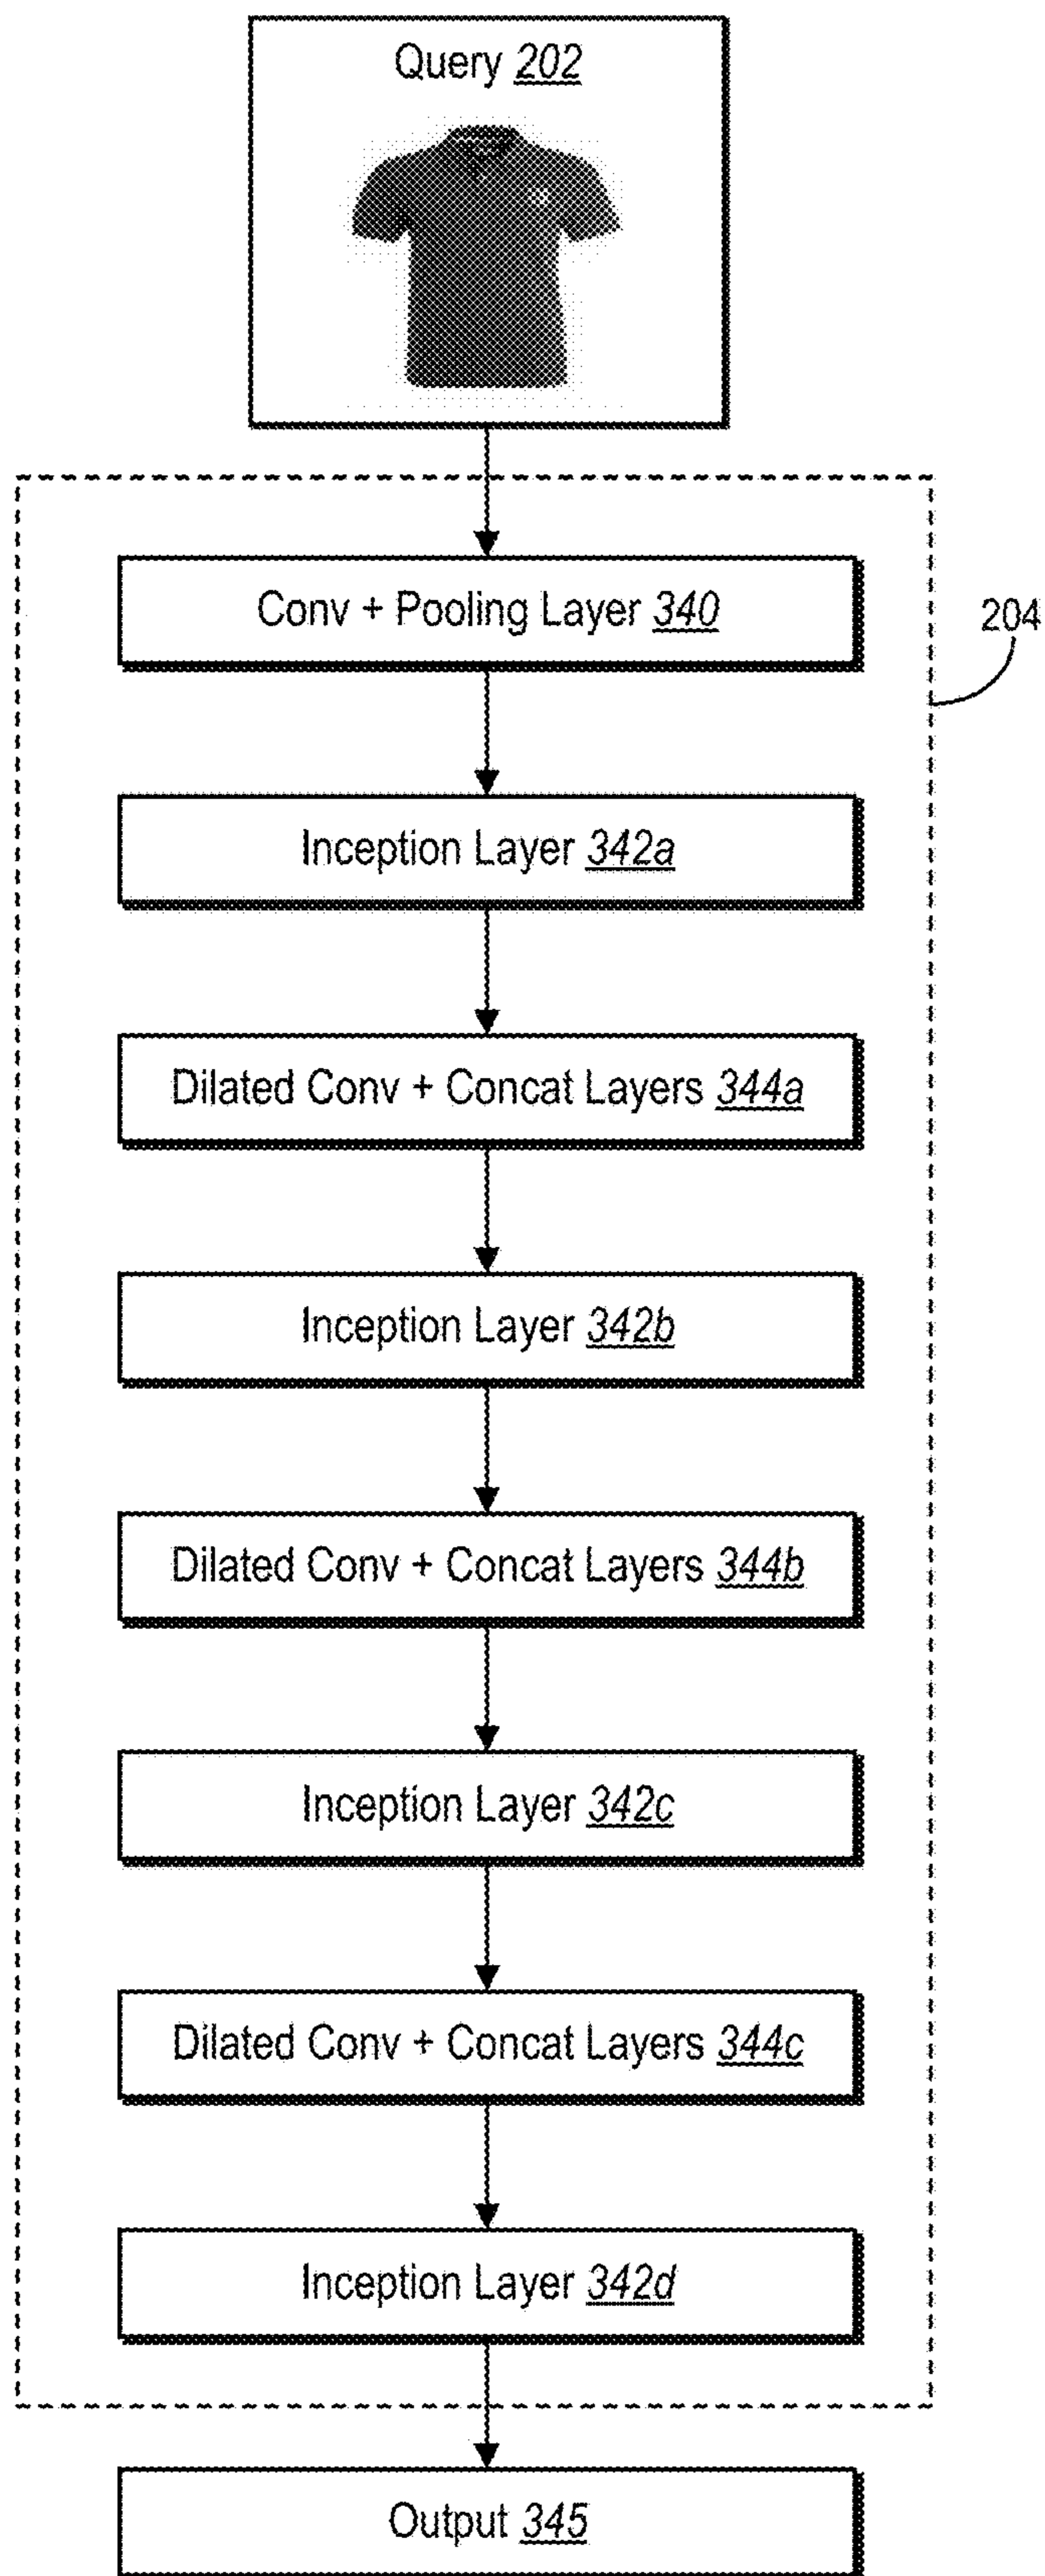 Query 202
Conv + Pooling Layer 340
204
Inception Layer 342a
Dilated Conv + Concat Layers 344a
Inception Layer 342b
Dilated Conv + Concat Layers 344b
Inception Layer 342c
Dilated Conv + Concat Layers 344c
Inception Layer 342d
Output 345